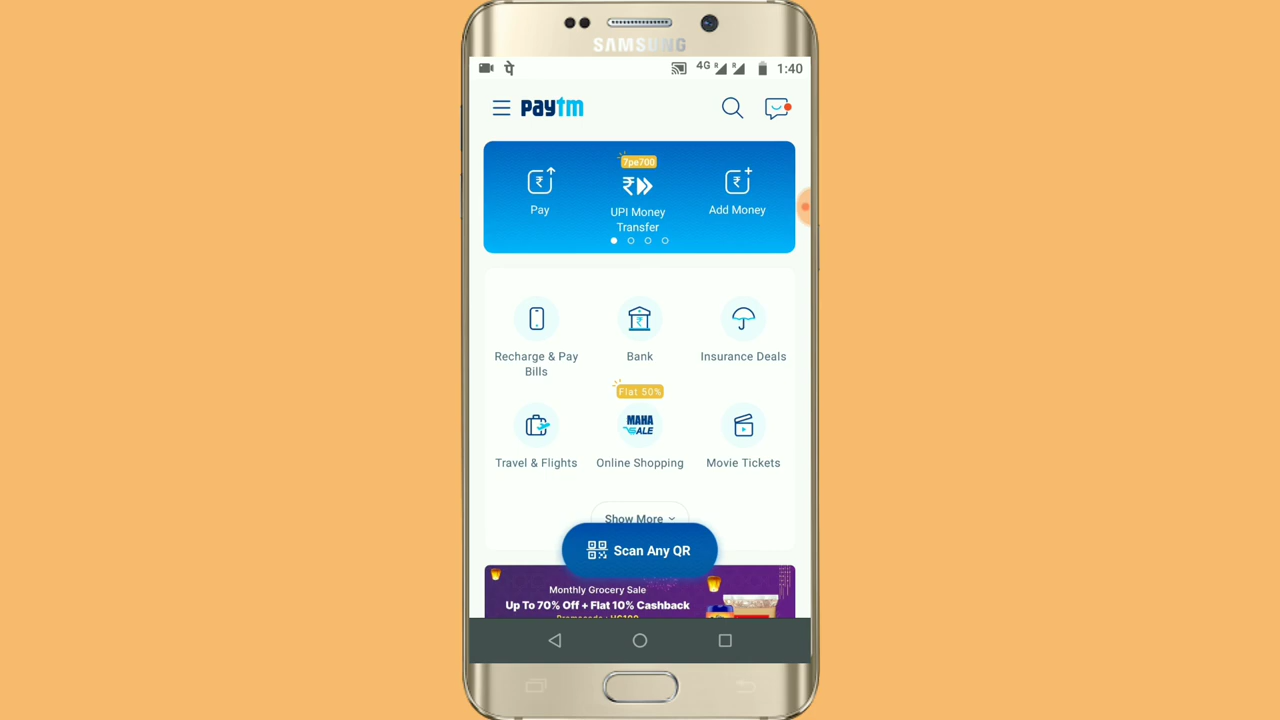 SAMSUNG
पे 4G 1:40
paytm
7pe700
Pay
UPI Money
Transfer
Add Money
Recharge & Pay
Bills
Bank
Insurance Deals
Flat 50%
MAHA
SALE
Travel & Flights
Online Shopping
Movie Tickets
Show More
Scan Any QR
Monthly Grocery Sale
Up To 70% Off + Flat 10% Cashback